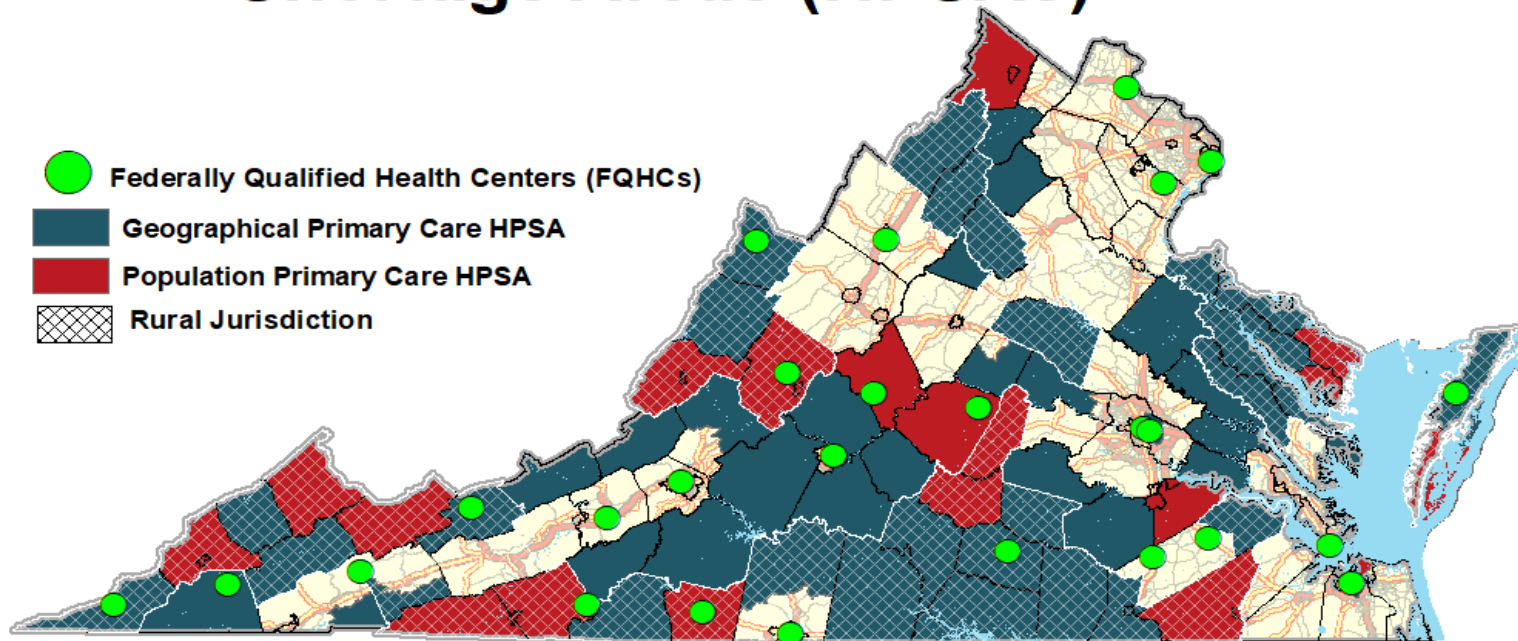 Federally Qualified Health Centers (FQHCs)
Geographical Primary Care HPSA
Population Primary Care HPSA
Rural Jurisdiction